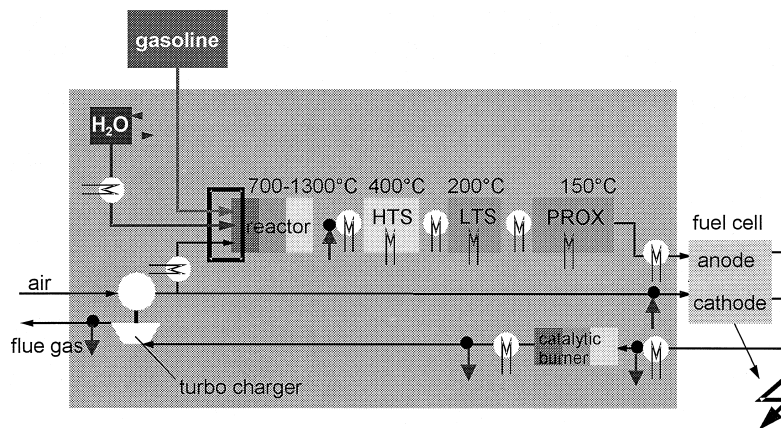 gasoline
H₂O
700-1300°C
400°C
200°C
150°C
reactor
HTS
LTS
PROX
fuel cell
anode
cathode
air
flue gas
turbo charger
catalytic
burner